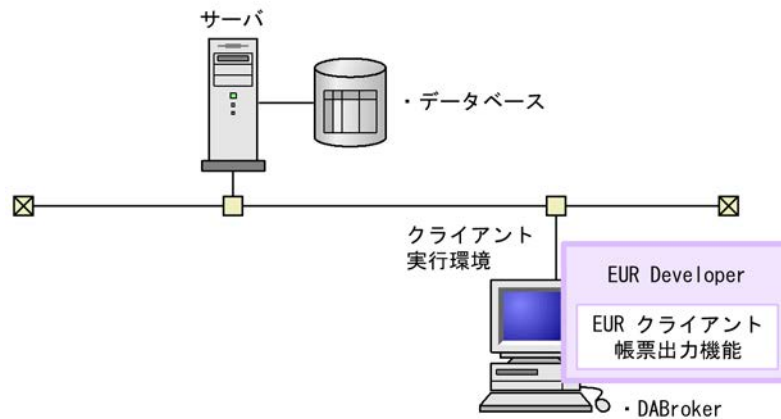 サーバ
・データベース
クライアント
実行環境
EUR Developer
EUR クライアント
帳票出力機能
・DABroker